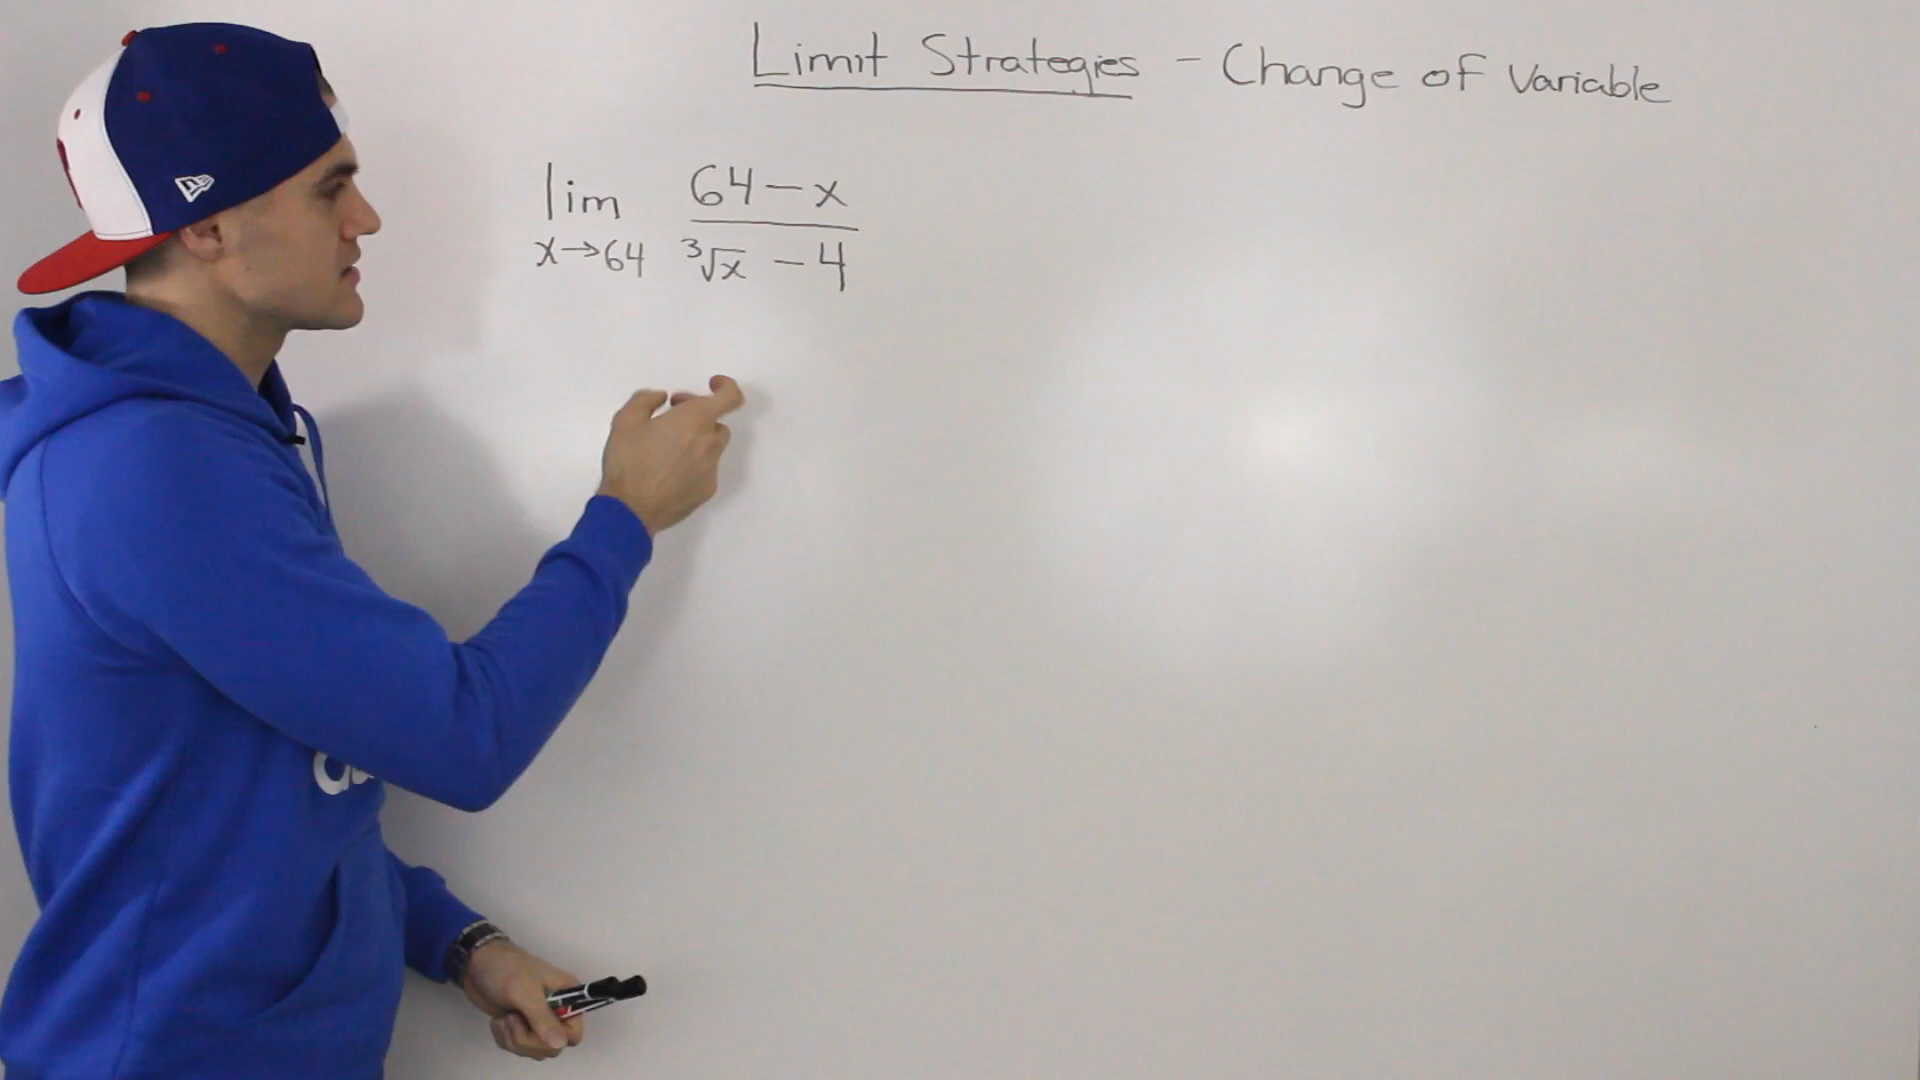 Limit Strategies - Change of Variable
lim 64-x
x→64 ³√x - 4